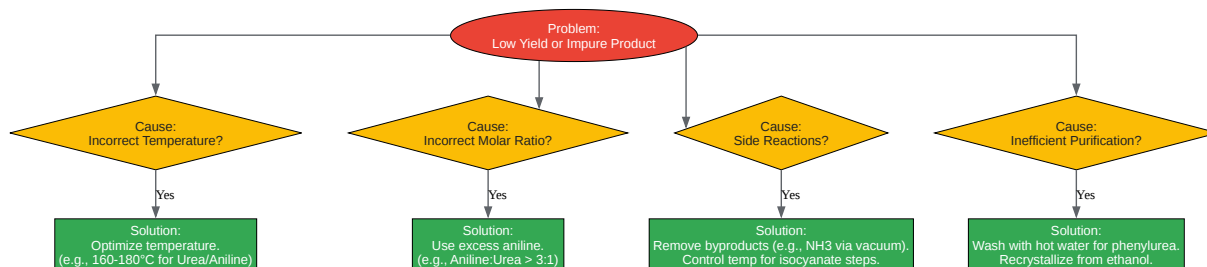 Problem:
Low Yield or Impure Product
Cause:
Incorrect Temperature?
Cause:
Incorrect Molar Ratio?
Cause:
Side Reactions?
Cause:
Inefficient Purification?
Yes
Yes
Yes
Yes
Solution:
Optimize temperature.
(e.g., 160-180°C for Urea/Aniline)
Solution:
Use excess aniline.
(e.g., Aniline:Urea > 3:1)
Solution:
Remove byproducts (e.g., NH3 via vacuum).
Control temp for isocyanate steps.
Solution:
Wash with hot water for phenylurea.
Recrystallize from ethanol.